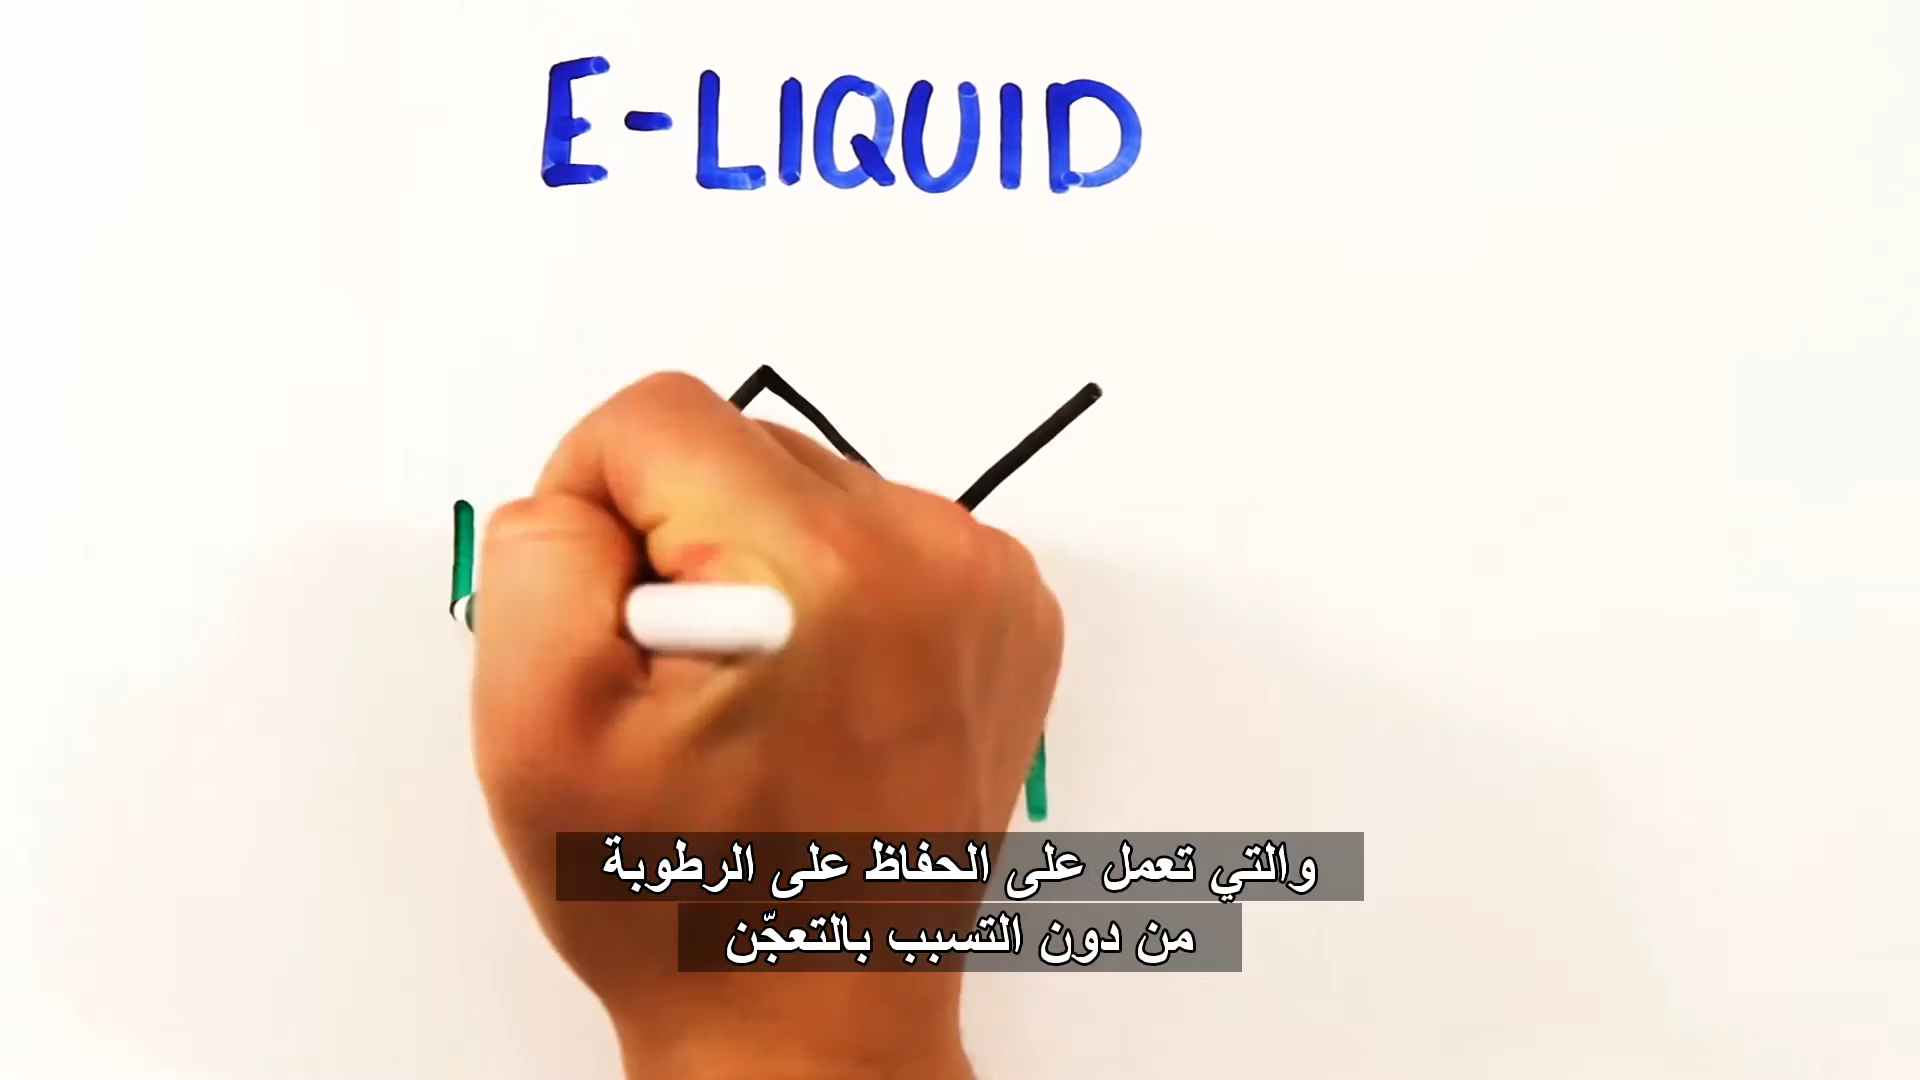 E-LIQUID
والتي تعمل على الحفاظ على الرطوبة
من دون التسبب بالتعجّن